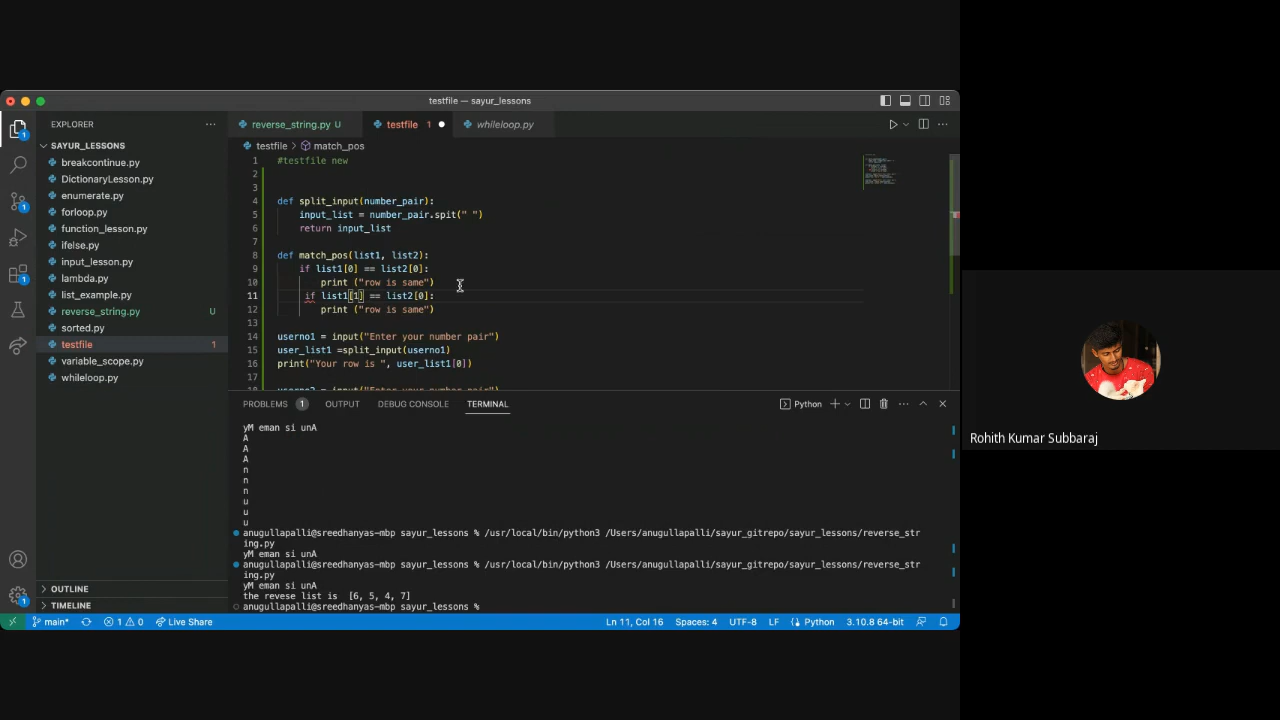 testfile — sayur_lessons
EXPLORER
SAYUR_LESSONS
breakcontinue.py
DictionaryLesson.py
enumerate.py
forloop.py
function_lesson.py
ifelse.py
input_lesson.py
lambda.py
list_example.py
reverse_string.py U
sorted.py
testfile 1
variable_scope.py
whileloop.py
OUTLINE
TIMELINE
reverse_string.py U
testfile 1
whileloop.py
testfile > match_pos
1 #testfile new
2
3
4 def split_input(number_pair):
5 input_list = number_pair.spit(" ")
6 return input_list
7
8 def match_pos(list1, list2):
9 if list1[0] == list2[0]:
10 print ("row is same")
11 if list1[1] == list2[0]:
12 print ("row is same")
13
14 userno1 = input("Enter your number pair")
15 user_list1 =split_input(userno1)
16 print("Your row is ", user_list1[0])
17
PROBLEMS 1 OUTPUT DEBUG CONSOLE TERMINAL
Python
yM eman si unA
A
A
A
n
n
n
u
u
u
anugullapalli@sreedhanyas-mbp sayur_lessons % /usr/local/bin/python3 /Users/anugullapalli/sayur_gitrepo/sayur_lessons/reverse_str
ing.py
yM eman si unA
anugullapalli@sreedhanyas-mbp sayur_lessons % /usr/local/bin/python3 /Users/anugullapalli/sayur_gitrepo/sayur_lessons/reverse_str
ing.py
yM eman si unA
the revese list is [6, 5, 4, 7]
anugullapalli@sreedhanyas-mbp sayur_lessons %
main* 1 0 Live Share
Ln 11, Col 16 Spaces: 4 UTF-8 LF Python 3.10.8 64-bit
Rohith Kumar Subbaraj